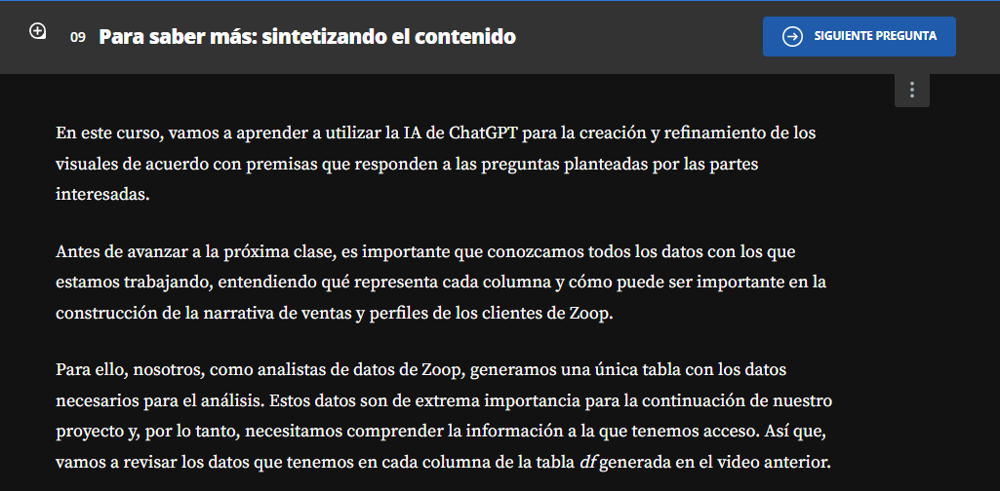 09 Para saber más: sintetizando el contenido
SIGUIENTE PREGUNTA
En este curso, vamos a aprender a utilizar la IA de ChatGPT para la creación y refinamiento de los
visuales de acuerdo con premisas que responden a las preguntas planteadas por las partes
interesadas.
Antes de avanzar a la próxima clase, es importante que conozcamos todos los datos con los que
estamos trabajando, entendiendo qué representa cada columna y cómo puede ser importante en la
construcción de la narrativa de ventas y perfiles de los clientes de Zoop.
Para ello, nosotros, como analistas de datos de Zoop, generamos una única tabla con los datos
necesarios para el análisis. Estos datos son de extrema importancia para la continuación de nuestro
proyecto y, por lo tanto, necesitamos comprender la información a la que tenemos acceso. Así que,
vamos a revisar los datos que tenemos en cada columna de la tabla df generada en el video anterior.